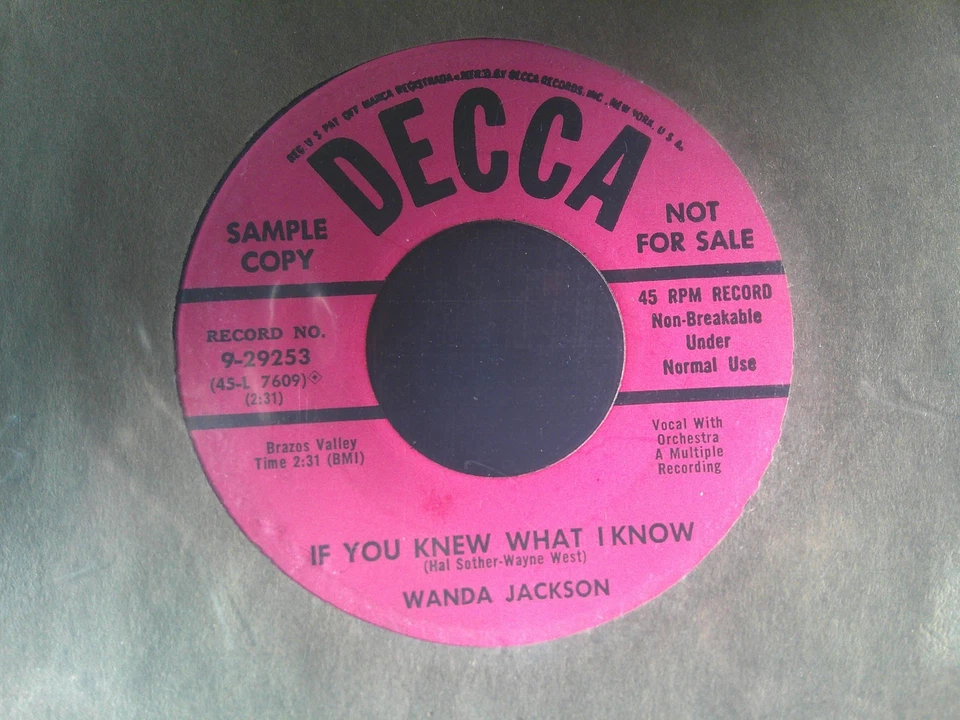 REG. U S PAT OFF MARCA REGISTRADA • MER'D BY DECCA RECORDS, INC., NEW YORK, U S A.
DECCA
SAMPLE
COPY
NOT
FOR SALE
RECORD NO.
9-29253
(45-L 7609)
(2:31)
45 RPM RECORD
Non-Breakable
Under
Normal Use
Brazos Valley
Time 2:31 (BMI)
Vocal With
Orchestra
A Multiple
Recording
IF YOU KNEW WHAT I KNOW
(Hal Sother-Wayne West)
WANDA JACKSON